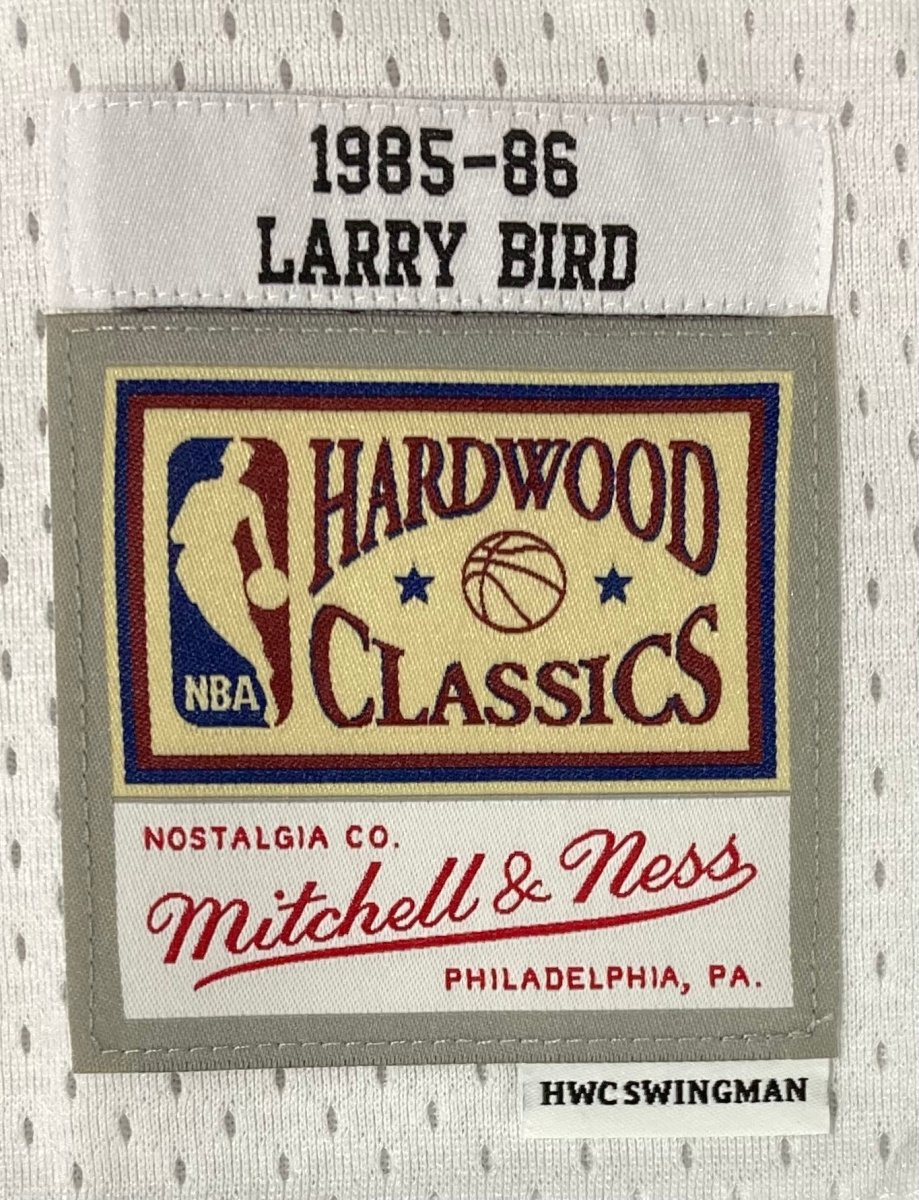 1985-86
LARRY BIRD
HARDWOOD
CLASSICS
NBA
NOSTALGIA CO.
Mitchell & Ness
PHILADELPHIA, PA.
HWC SWINGMAN